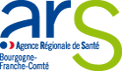 ars
Agence Régionale de Santé
Bourgogne-
Franche-Comté